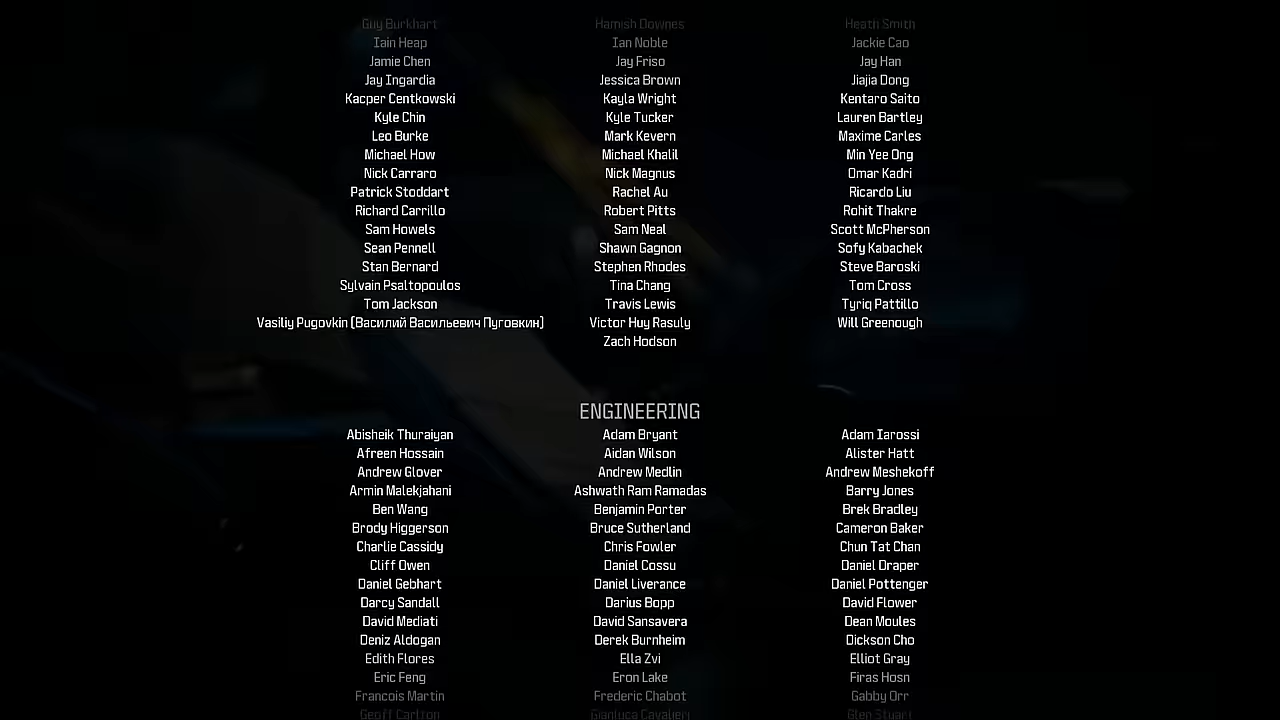 Guy Burkhart Hamish Downes Heath Smith
Iain Heap Ian Noble Jackie Cao
Jamie Chen Jay Friso Jay Han
Jay Ingardia Jessica Brown Jiajia Dong
Kacper Centkowski Kayla Wright Kentaro Saito
Kyle Chin Kyle Tucker Lauren Bartley
Leo Burke Mark Kevern Maxime Carles
Michael How Michael Khalil Min Yee Ong
Nick Carraro Nick Magnus Omar Kadri
Patrick Stoddart Rachel Au Ricardo Liu
Richard Carrillo Robert Pitts Rohit Thakre
Sam Howels Sam Neal Scott McPherson
Sean Pennell Shawn Gagnon Sofy Kabachek
Stan Bernard Stephen Rhodes Steve Baroski
Sylvain Psaltopoulos Tina Chang Tom Cross
Tom Jackson Travis Lewis Tyriq Pattillo
Vasiliy Pugovkin (Василий Васильевич Пуговкин) Victor Huy Rasuly Will Greenough
Zach Hodson
ENGINEERING
Abisheik Thuraiyan Adam Bryant Adam Iarossi
Afreen Hossain Aidan Wilson Alister Hatt
Andrew Glover Andrew Medlin Andrew Meshekoff
Armin Malekjahani Ashwath Ram Ramadas Barry Jones
Ben Wang Benjamin Porter Brek Bradley
Brody Higgerson Bruce Sutherland Cameron Baker
Charlie Cassidy Chris Fowler Chun Tat Chan
Cliff Owen Daniel Cossu Daniel Draper
Daniel Gebhart Daniel Liverance Daniel Pottenger
Darcy Sandall Darius Bopp David Flower
David Mediati David Sansavera Dean Moules
Deniz Aldogan Derek Burnheim Dickson Cho
Edith Flores Ella Zvi Elliot Gray
Eric Feng Eron Lake Firas Hosn
Francois Martin Frederic Chabot Gabby Orr
Geoff Carlton Gianluca Cavaleri Glen Stuart